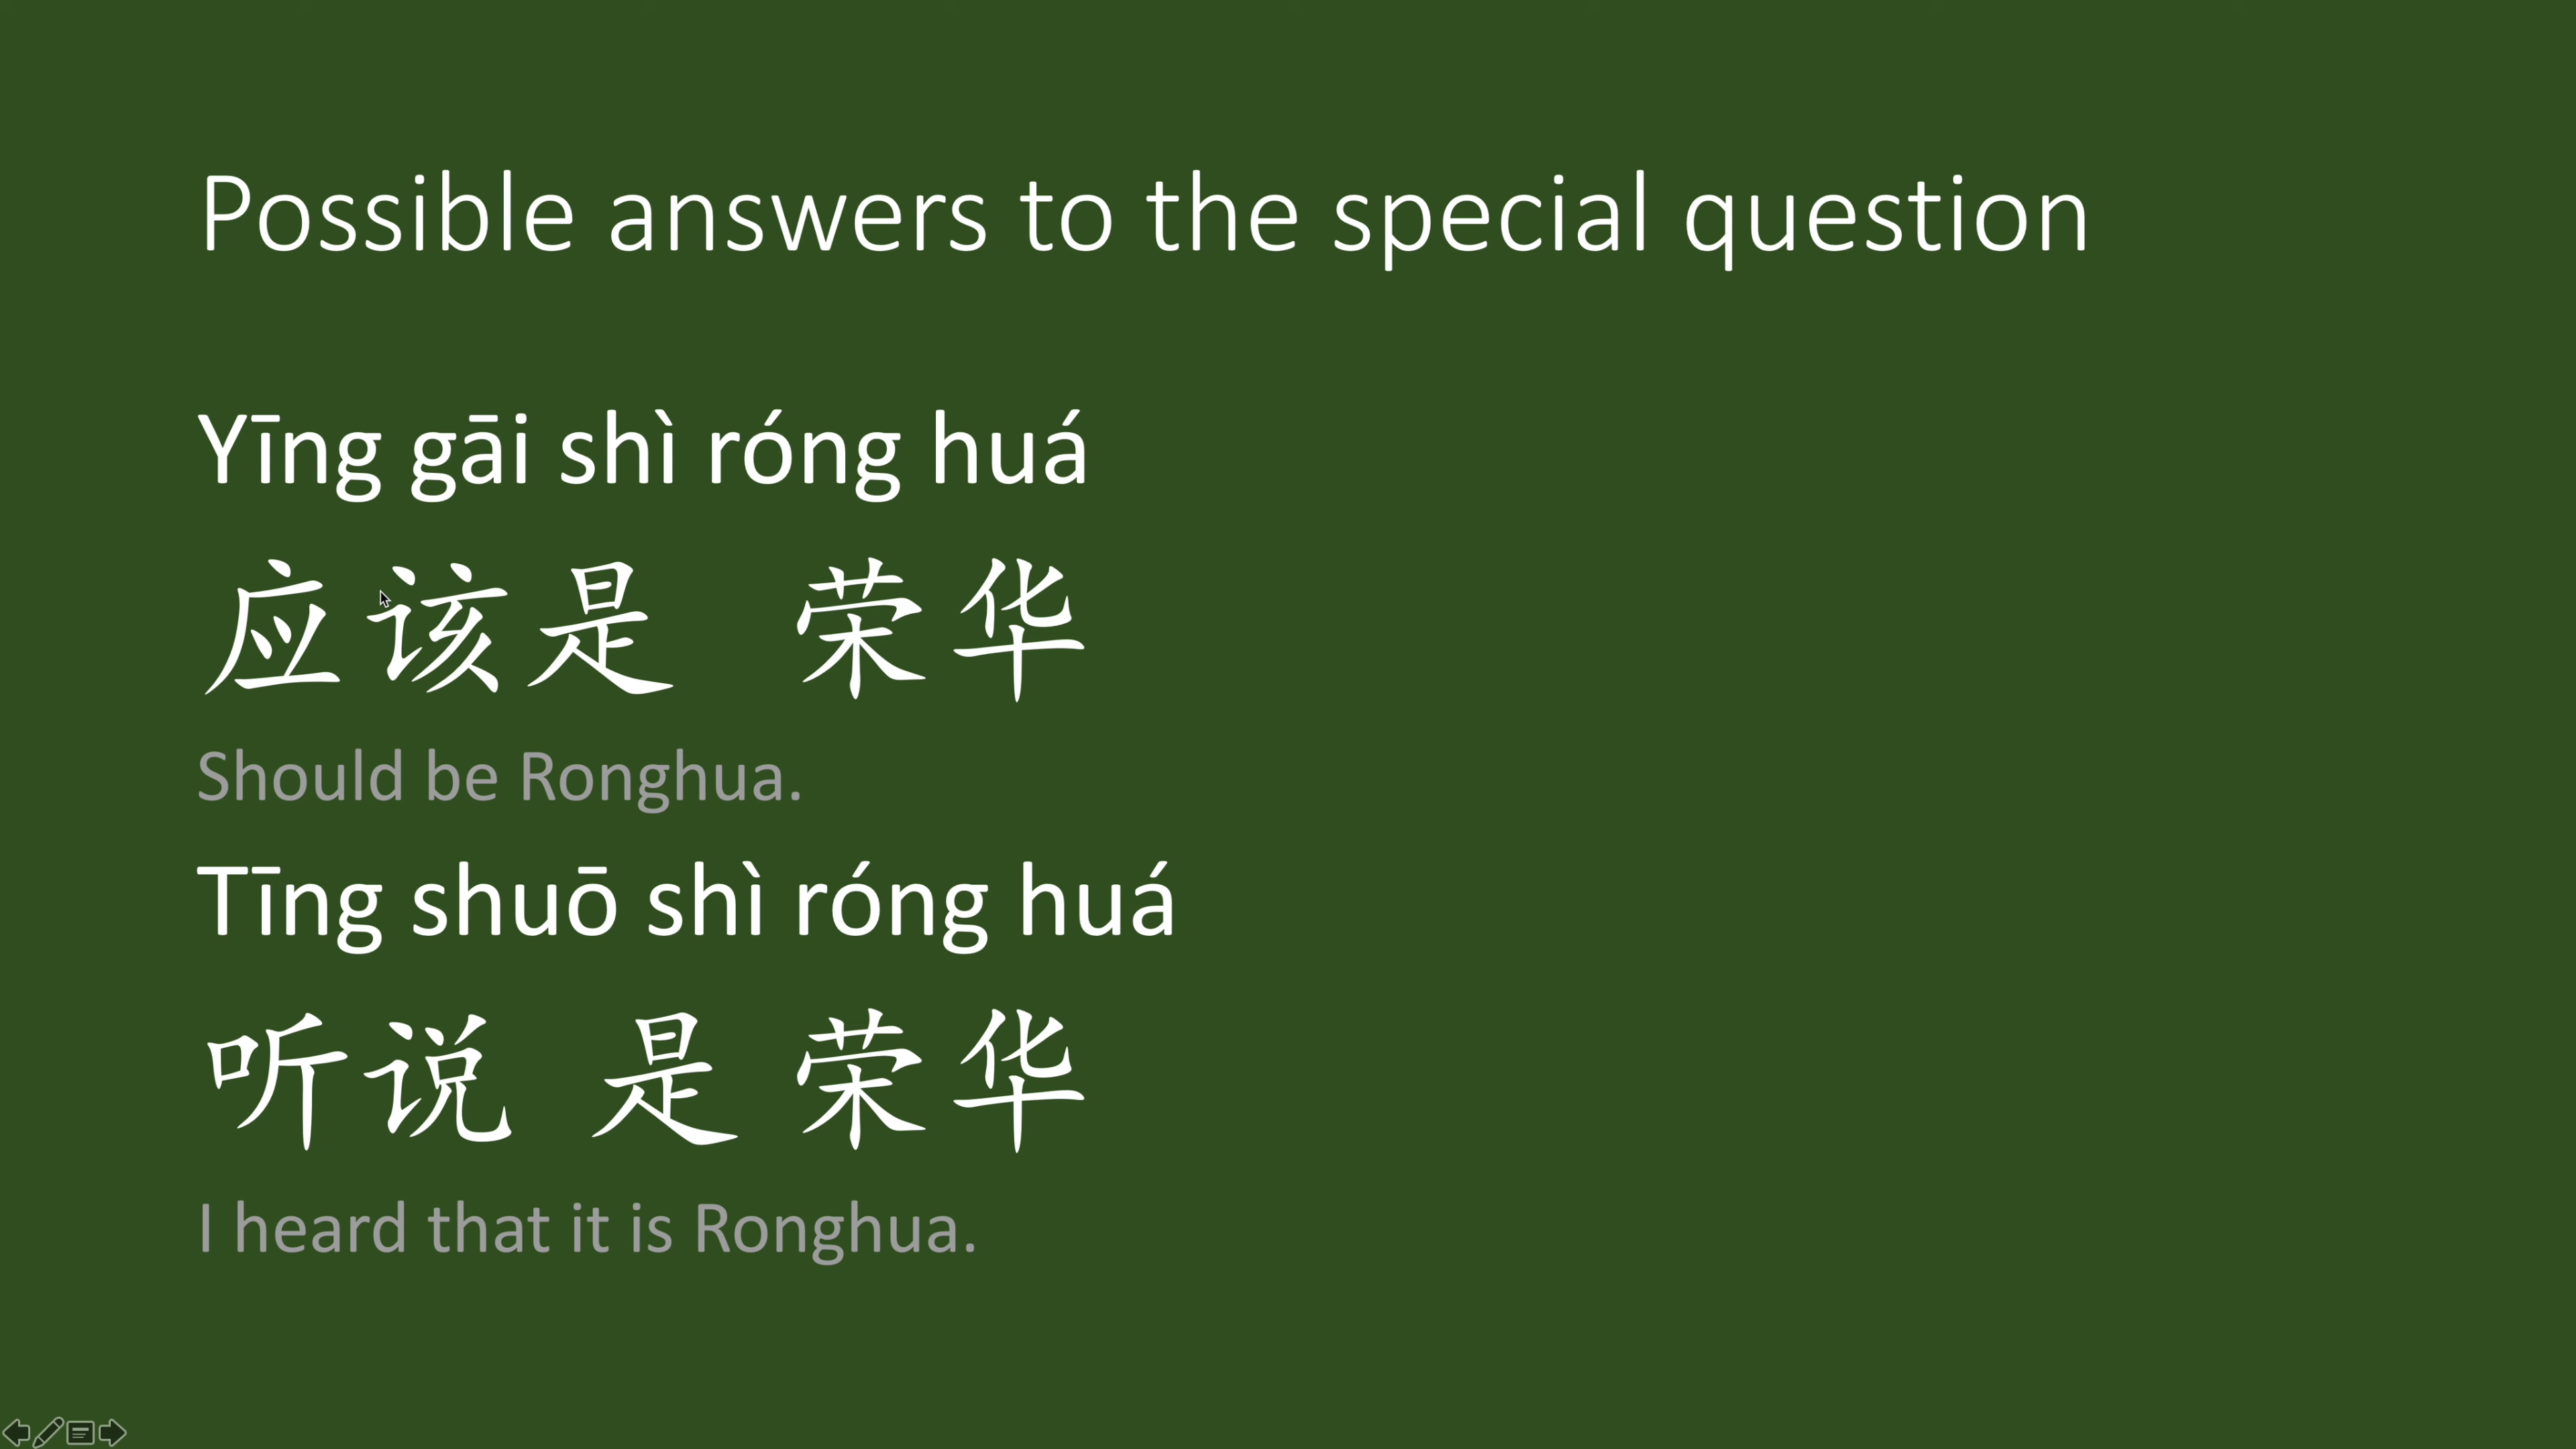 Possible answers to the special question
Yīng gāi shì róng huá
应该是 荣华
Should be Ronghua.
Tīng shuō shì róng huá
听说 是 荣华
I heard that it is Ronghua.